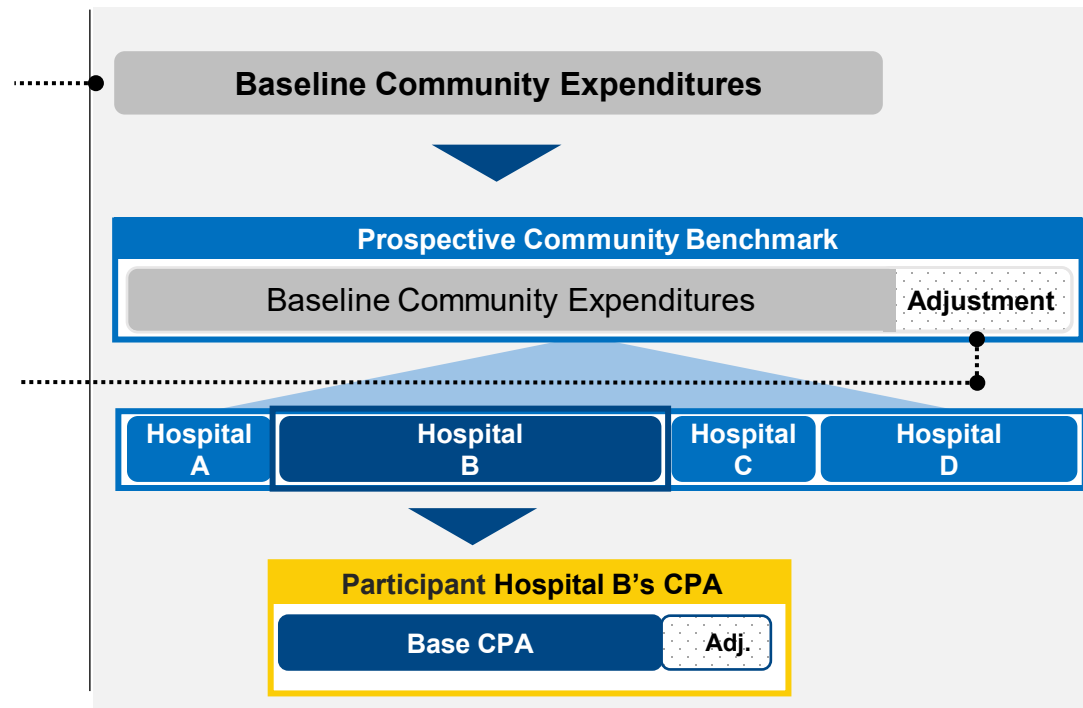 Baseline Community Expenditures
Prospective Community Benchmark
Baseline Community Expenditures
Adjustment
Hospital
A
Hospital
B
Hospital
C
Hospital
D
Participant Hospital B's CPA
Base CPA
Adj.